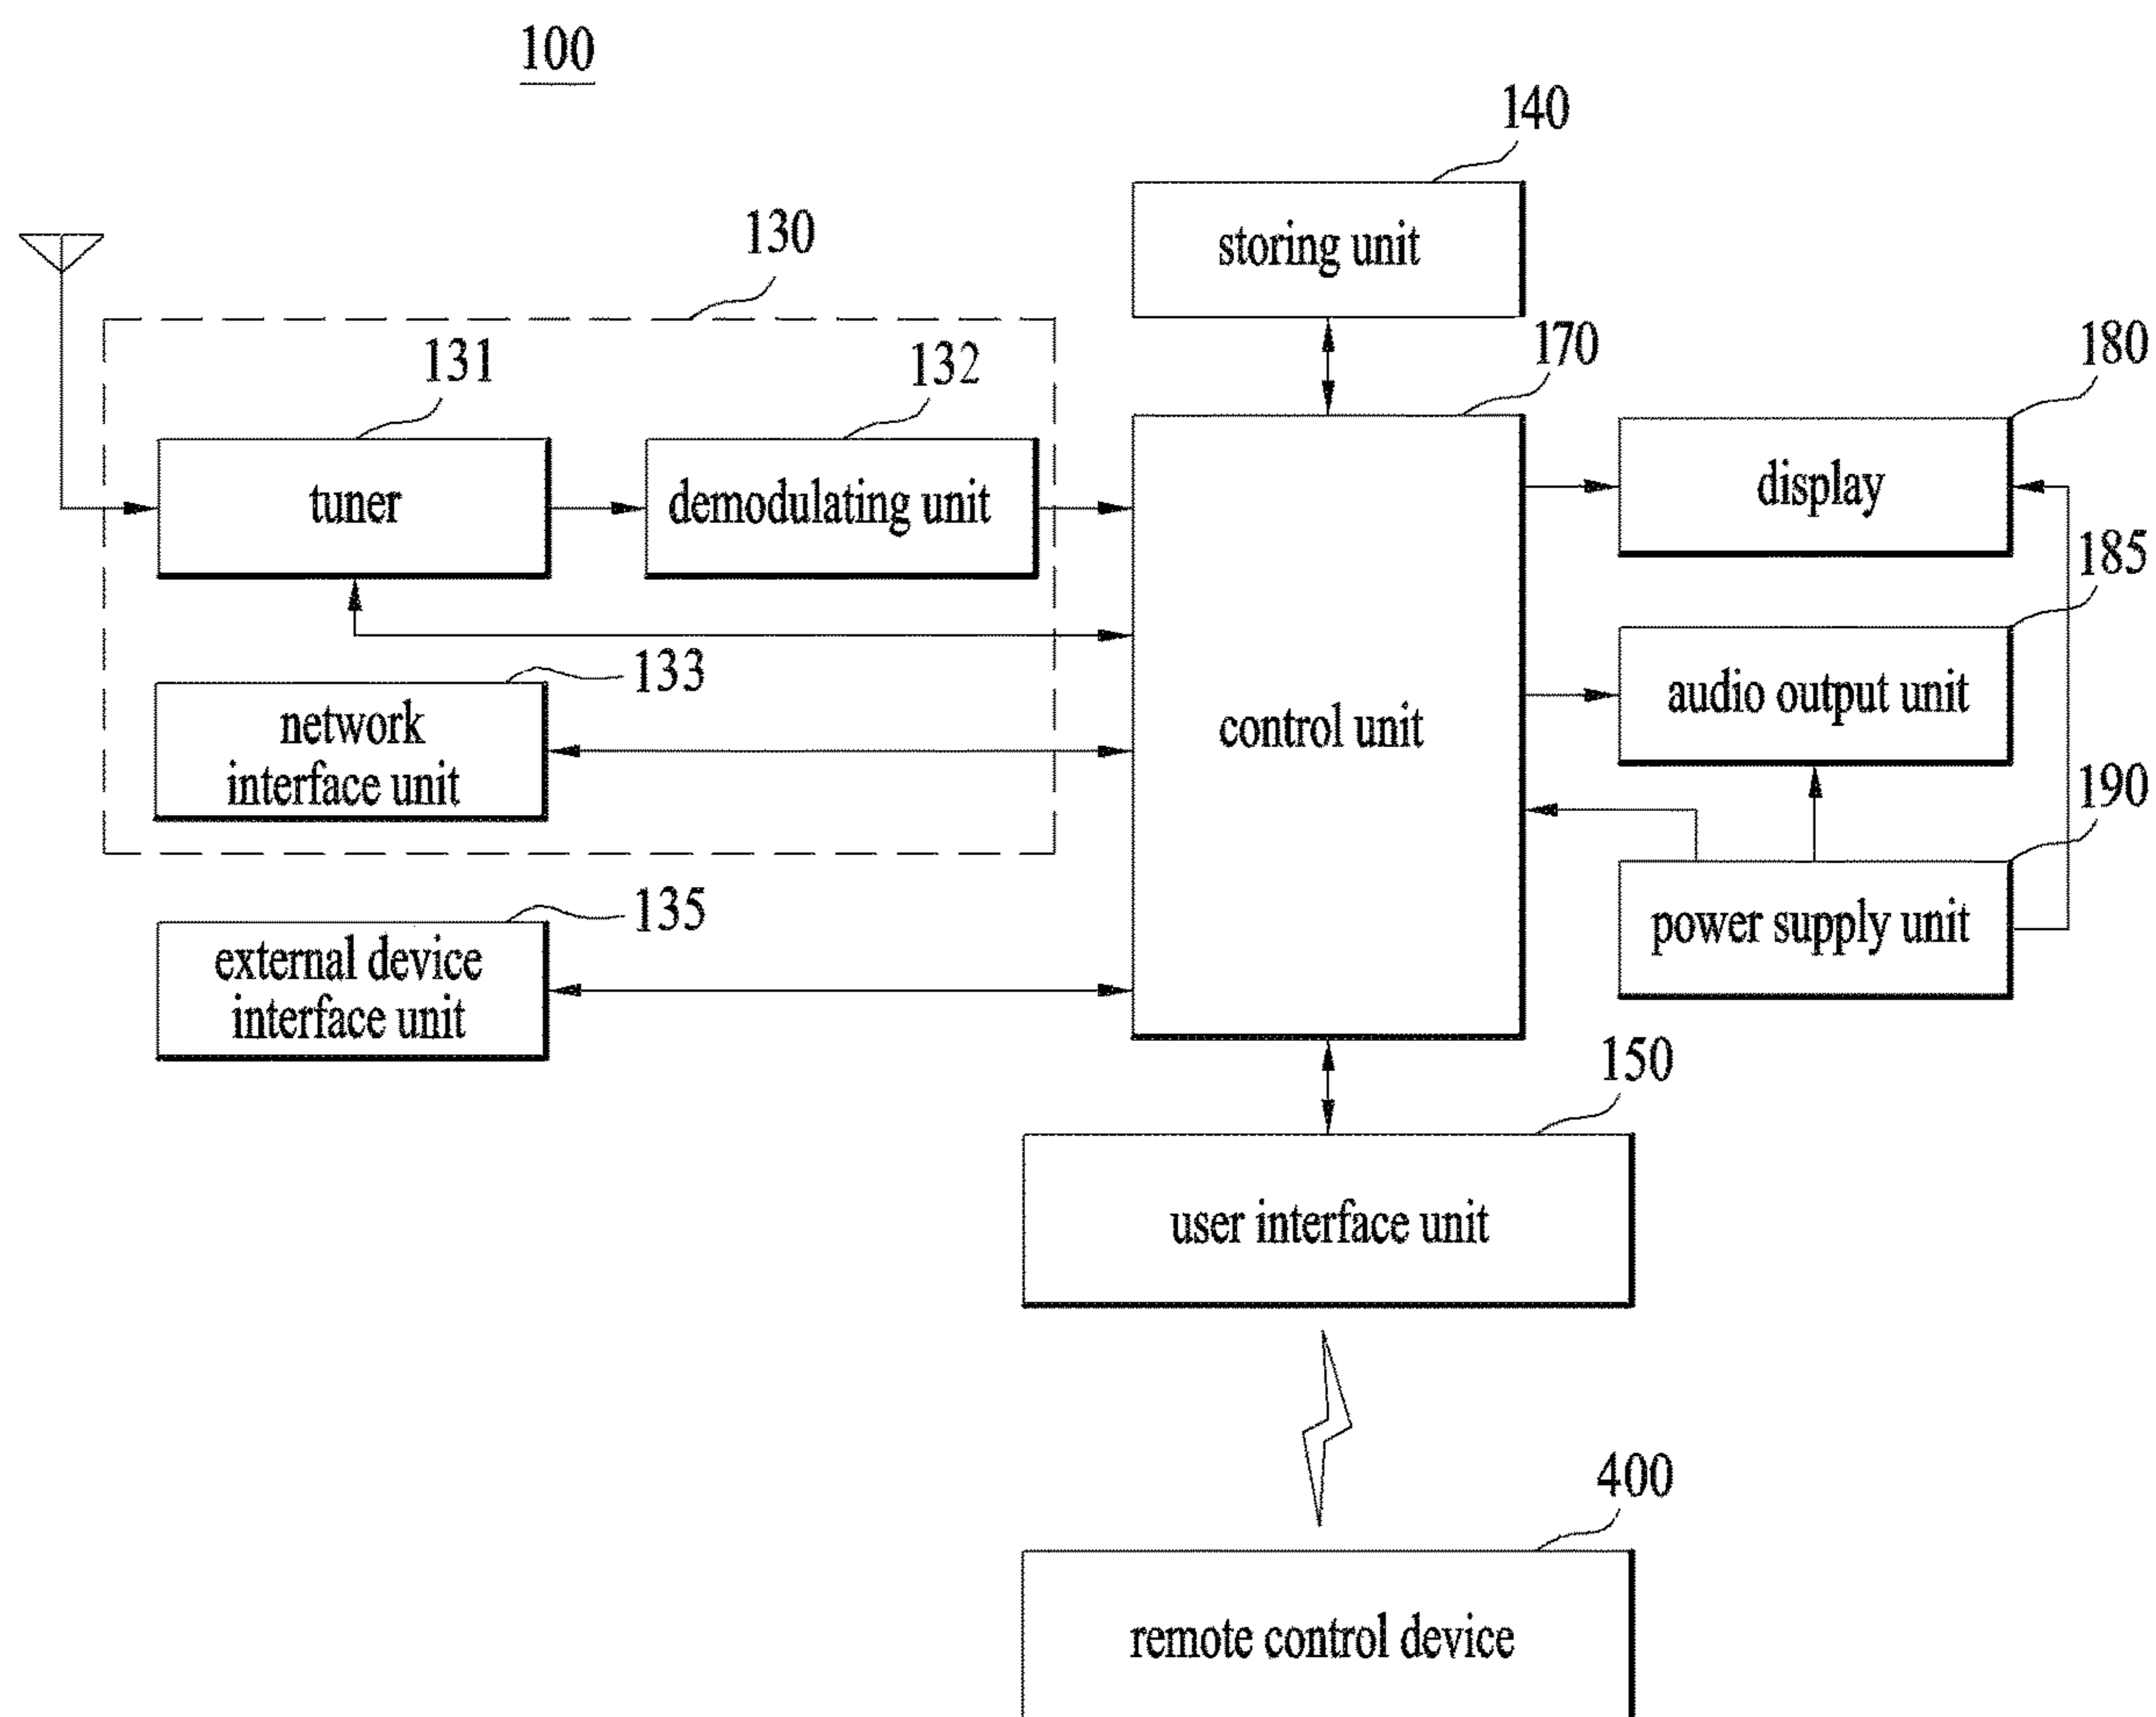 100
140
storing unit
130
131
132
170
180
tuner
demodulating unit
display
185
133
network
interface unit
control unit
audio output unit
190
135
external device
interface unit
power supply unit
150
user interface unit
400
remote control device